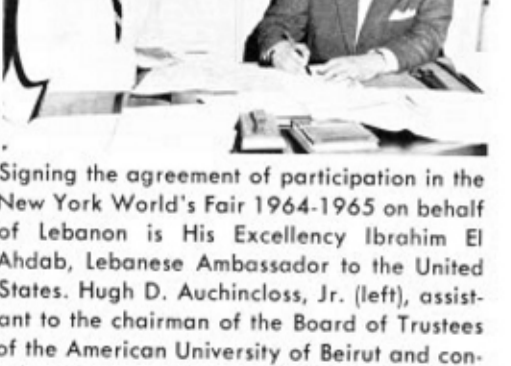 Signing the agreement of participation in the
New York World's Fair 1964-1965 on behalf
of Lebanon is His Excellency Ibrahim El
Ahdab, Lebanese Ambassador to the United
States. Hugh D. Auchincloss, Jr. (left), assist-
ant to the chairman of the Board of Trustees
of the American University of Beirut and con-